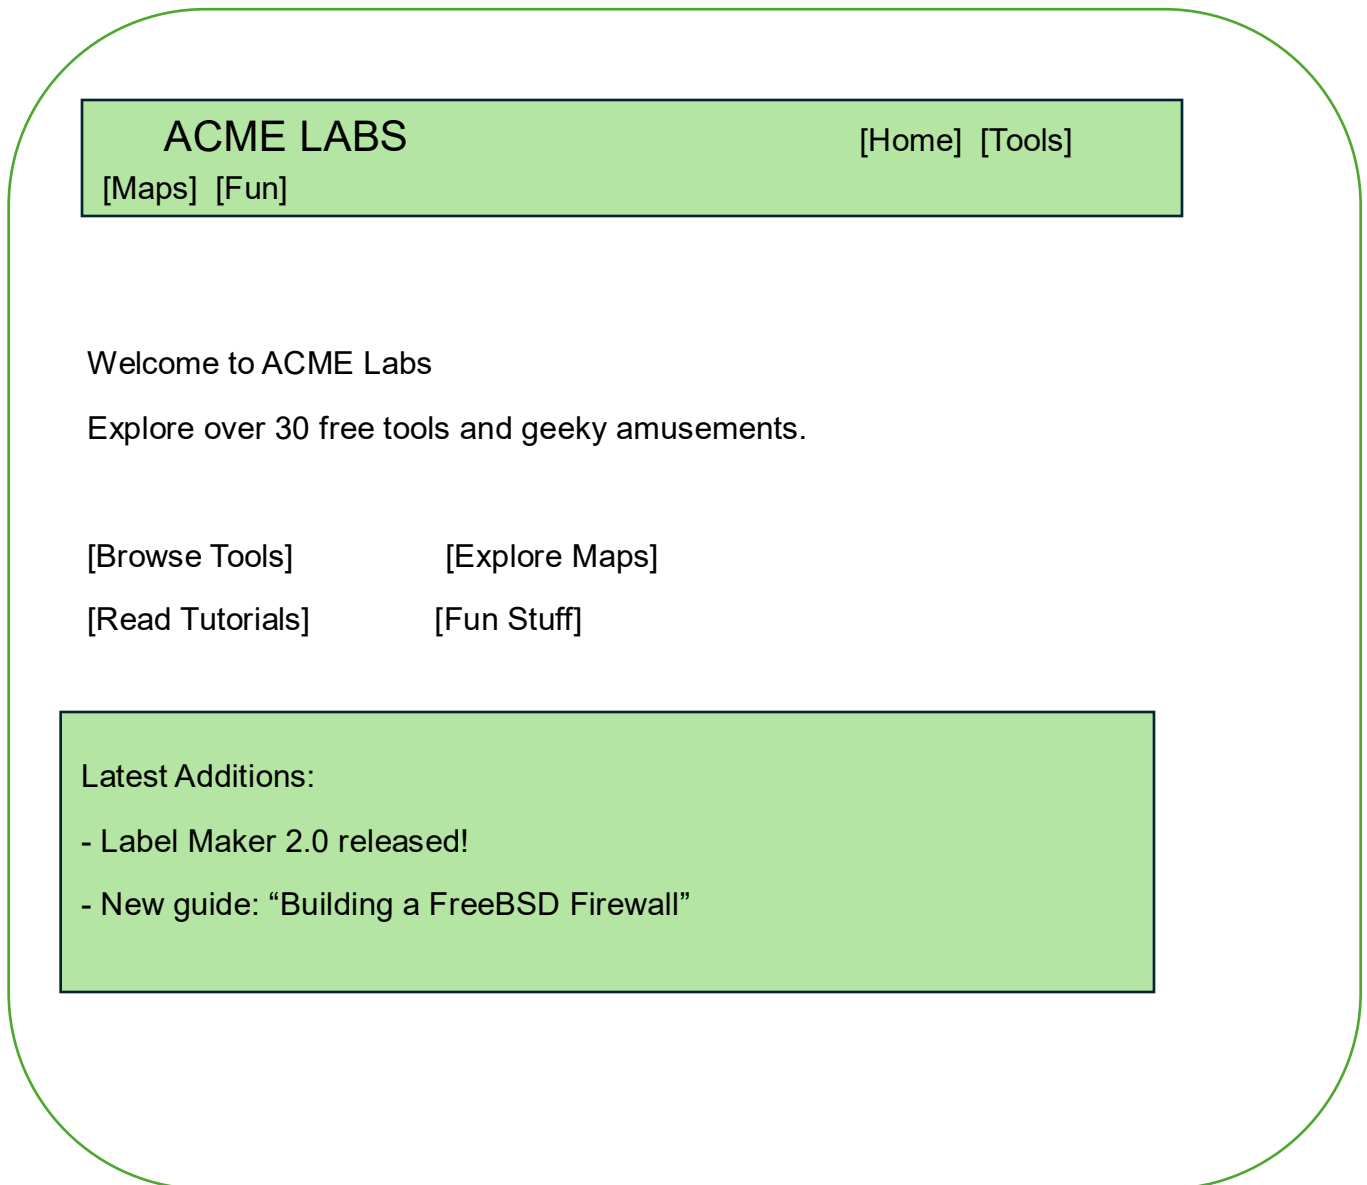 ACME LABS [Home] [Tools]
[Maps] [Fun]
Welcome to ACME Labs
Explore over 30 free tools and geeky amusements.
[Browse Tools] [Explore Maps]
[Read Tutorials] [Fun Stuff]
Latest Additions:
- Label Maker 2.0 released!
- New guide: “Building a FreeBSD Firewall”